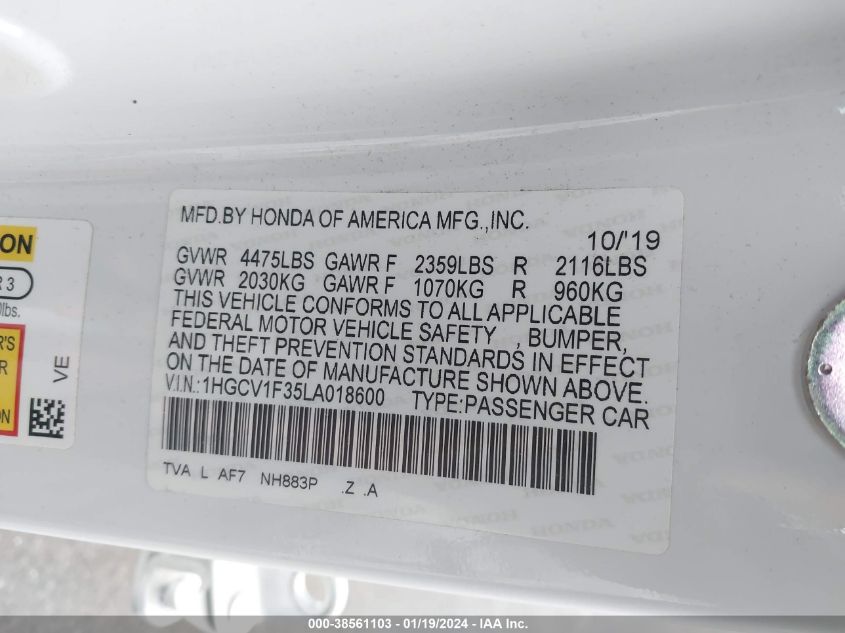 MFD.BY HONDA OF AMERICA MFG.,INC.
10/'19
GVWR 4475LBS GAWR F 2359LBS R 2116LBS
GVWR 2030KG GAWR F 1070KG R 960KG
THIS VEHICLE CONFORMS TO ALL APPLICABLE
FEDERAL MOTOR VEHICLE SAFETY , BUMPER,
AND THEFT PREVENTION STANDARDS IN EFFECT
ON THE DATE OF MANUFACTURE SHOWN ABOVE.
V.I.N.:1HGCV1F35LA018600 TYPE:PASSENGER CAR
TVA L AF7 NH883P .Z .A
ON
R 3
lbs.
R'S
R
ON
VE
000-38561103 - 01/19/2024 - IAA, Inc.